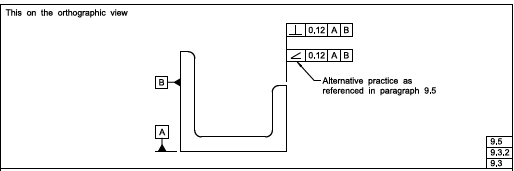 This on the orthographic view
⊥ 0.12 A B
∠ 0.12 A B
Alternative practice as
referenced in paragraph 9.5
B
A
9.5
9.3.2
9.3